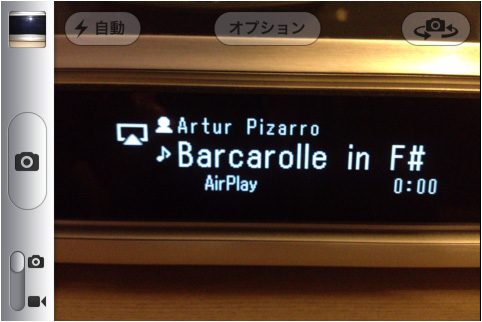 自動
オプション
Artur Pizarro
Barcarolle in F#
AirPlay
0:00